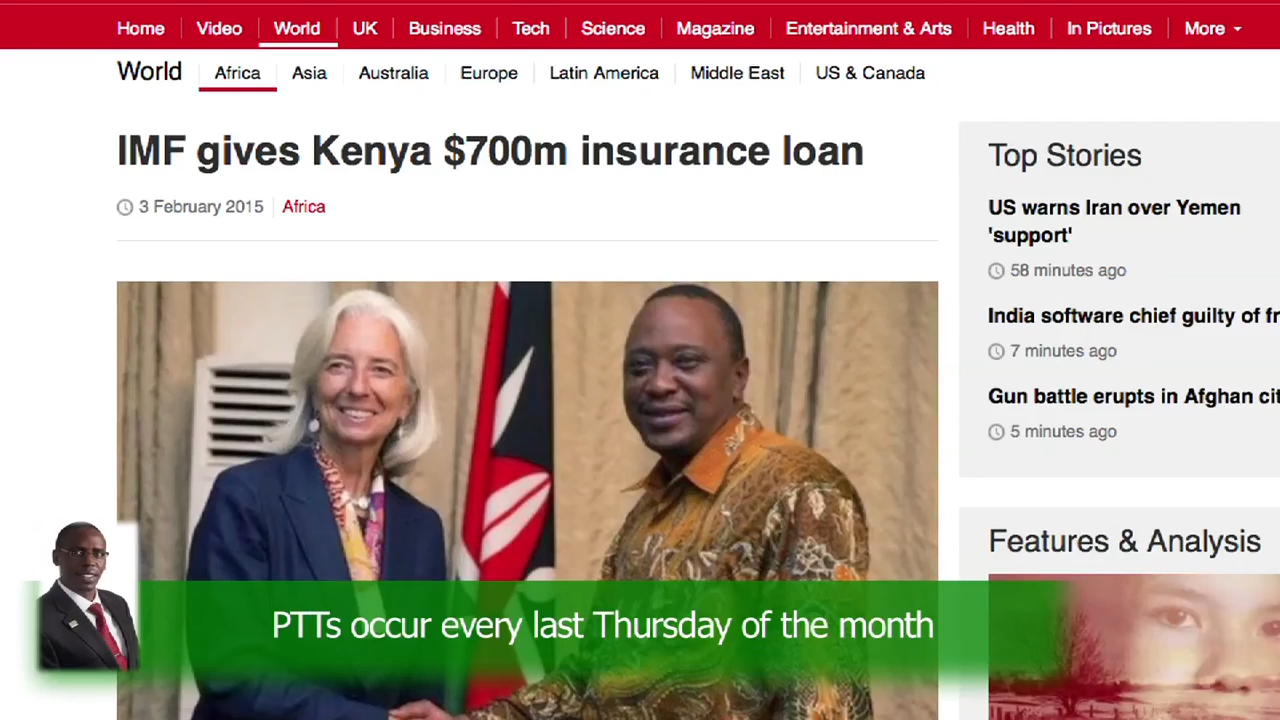 Home Video World UK Business Tech Science Magazine Entertainment & Arts Health In Pictures More
World Africa Asia Australia Europe Latin America Middle East US & Canada
IMF gives Kenya $700m insurance loan
3 February 2015 Africa
Top Stories
US warns Iran over Yemen
'support'
58 minutes ago
India software chief guilty of fr
7 minutes ago
Gun battle erupts in Afghan cit
5 minutes ago
Features & Analysis
PTTs occur every last Thursday of the month